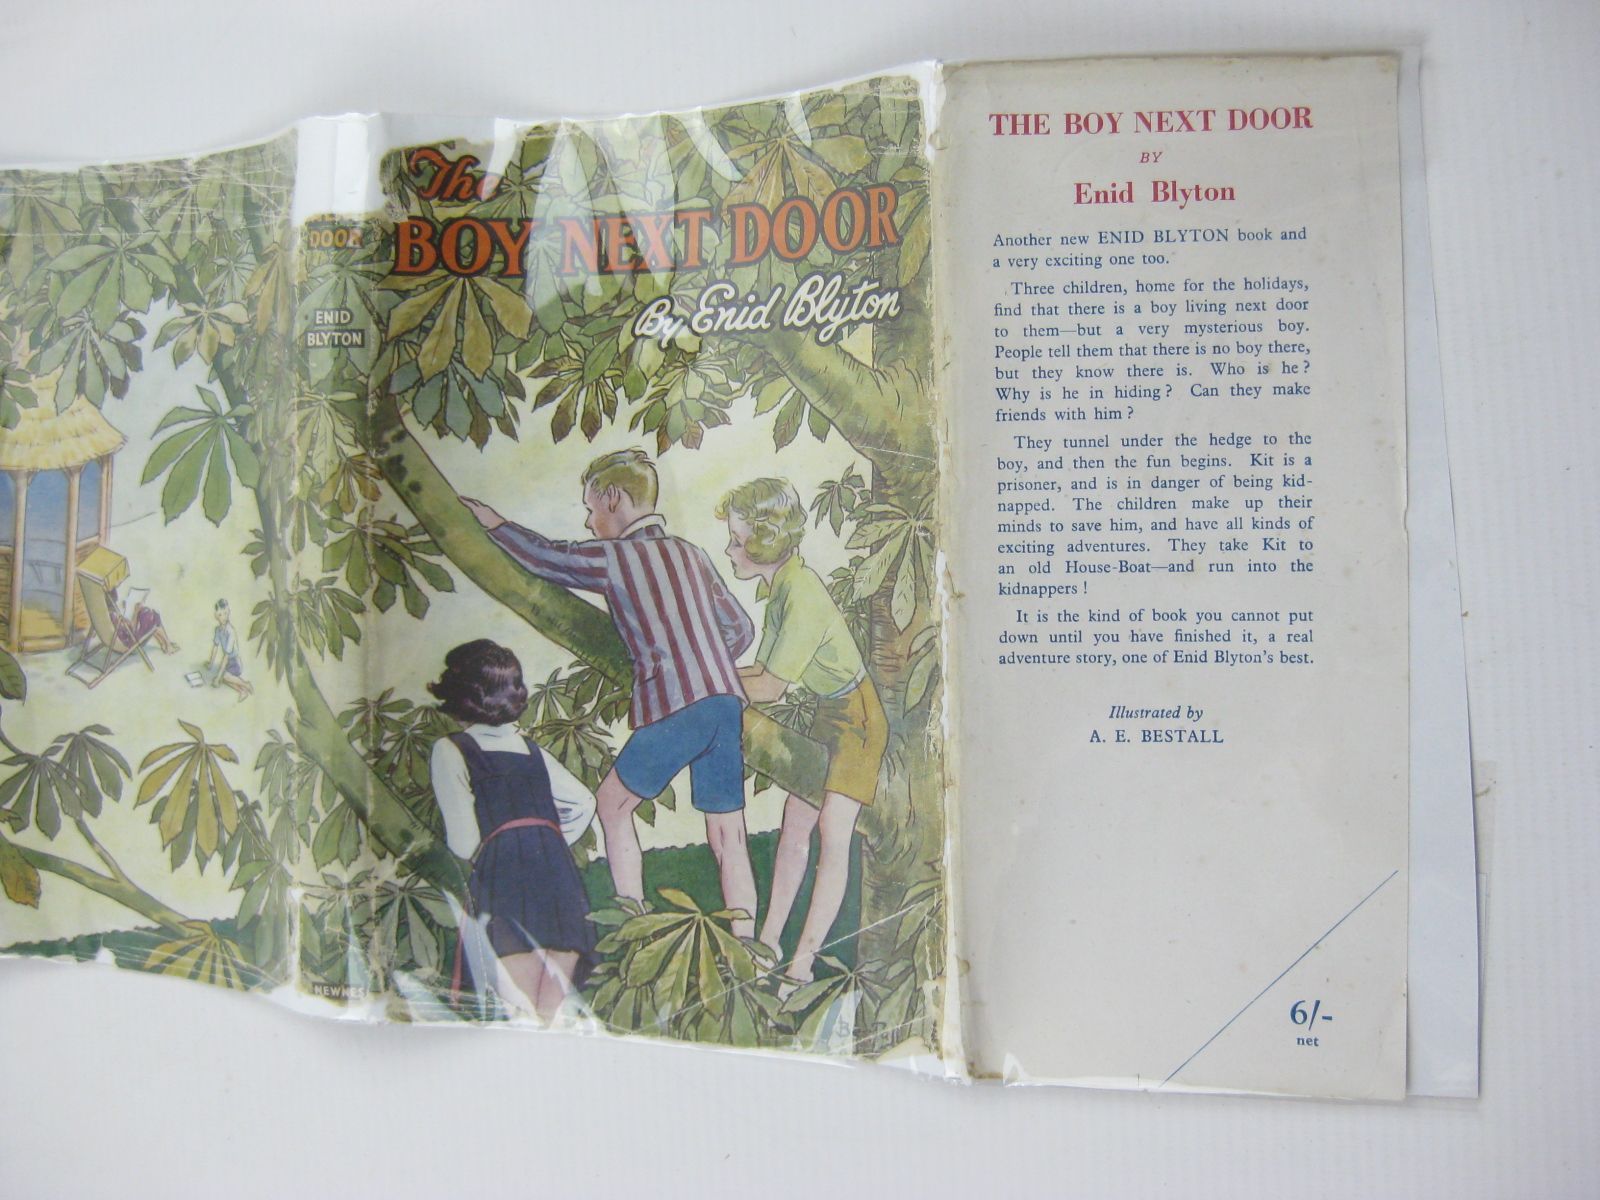 DOOR
ENID
BLYTON
NEWNES
The
BOY NEXT DOOR
By Enid Blyton
THE BOY NEXT DOOR
BY
Enid Blyton
Another new ENID BLYTON book and
a very exciting one too.
Three children, home for the holidays,
find that there is a boy living next door
to them—but a very mysterious boy.
People tell them that there is no boy there,
but they know there is. Who is he?
Why is he in hiding? Can they make
friends with him?
They tunnel under the hedge to the
boy, and then the fun begins. Kit is a
prisoner, and is in danger of being kid-
napped. The children make up their
minds to save him, and have all kinds of
exciting adventures. They take Kit to
an old House-Boat—and run into the
kidnappers!
It is the kind of book you cannot put
down until you have finished it, a real
adventure story, one of Enid Blyton's best.
Illustrated by
A. E. BESTALL
6/-
net